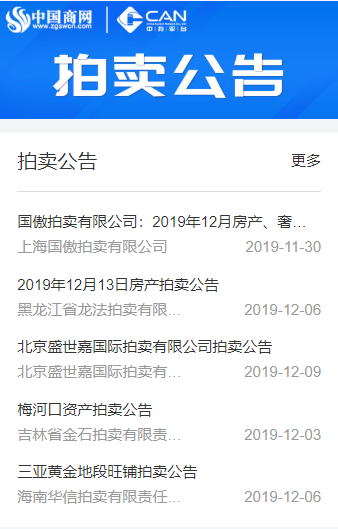 中国商网 CAN
www.zgswcn.com
拍卖公告
拍卖公告 更多
国傲拍卖有限公司：2019年12月房产、奢...
上海国傲拍卖有限公司 2019-11-30
2019年12月13日房产拍卖公告
黑龙江省龙法拍卖有限... 2019-12-06
北京盛世嘉国际拍卖有限公司拍卖公告
北京盛世嘉国际拍卖有... 2019-12-09
梅河口资产拍卖公告
吉林省金石拍卖有限责... 2019-12-03
三亚黄金地段旺铺拍卖公告
海南华信拍卖有限责任... 2019-12-06